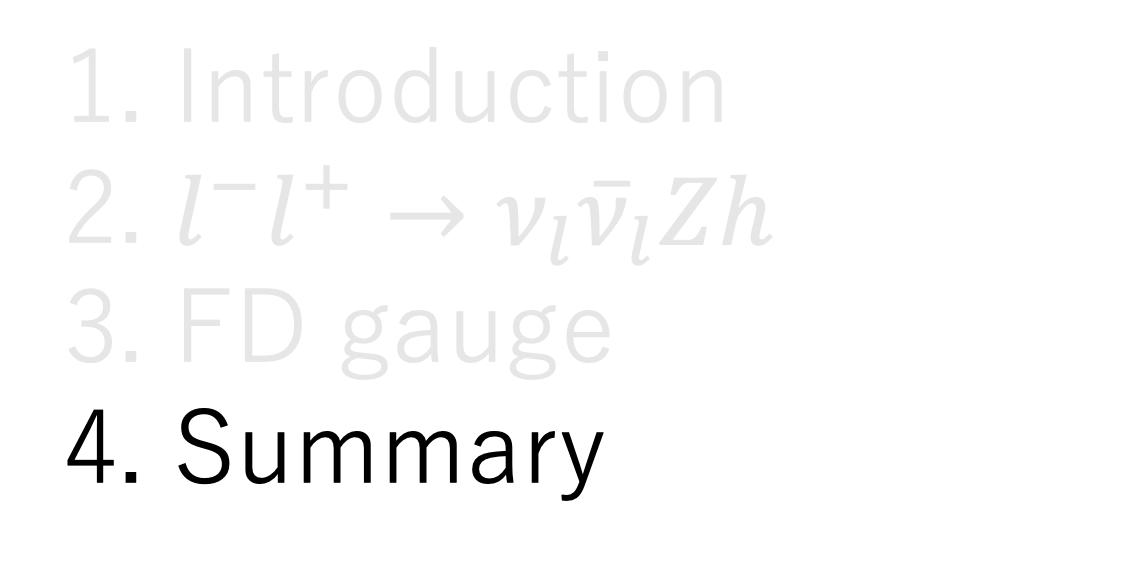 1. Introduction
2. l⁻l⁺ → ν_l ν̄_l Zh
3. FD gauge
4. Summary